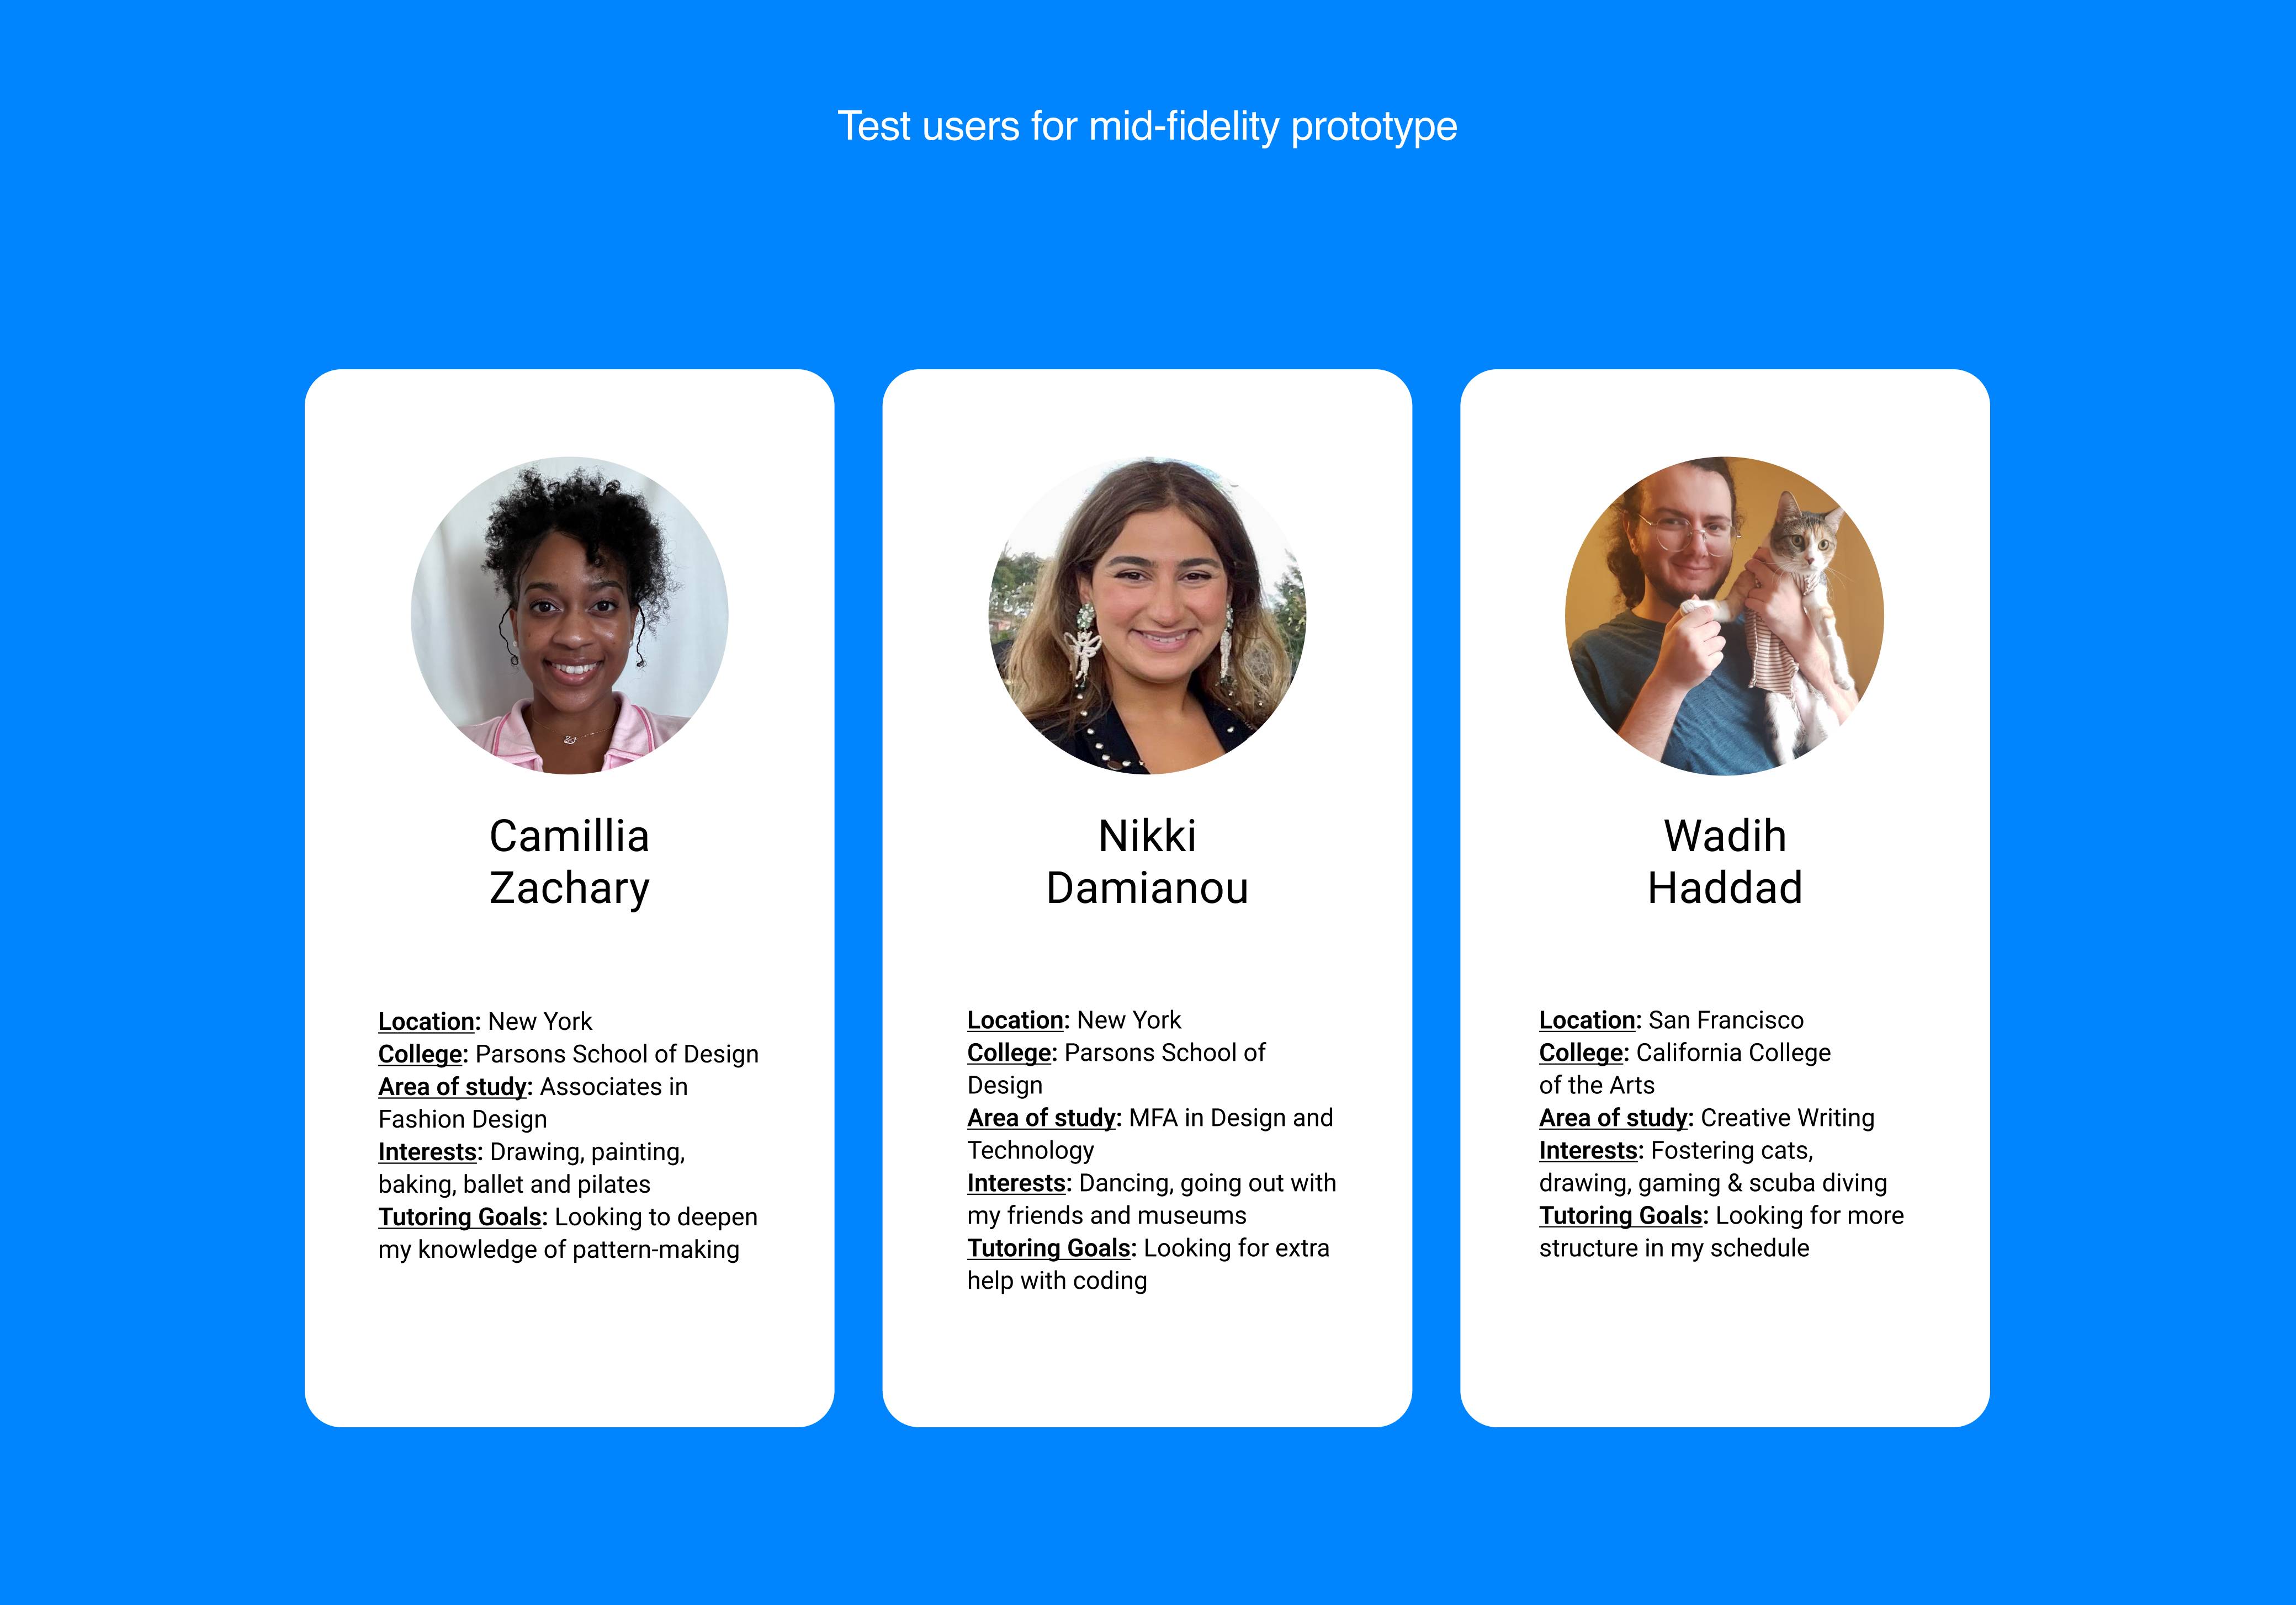 Test users for mid-fidelity prototype
Camillia
Zachary
Location: New York
College: Parsons School of Design
Area of study: Associates in
Fashion Design
Interests: Drawing, painting,
baking, ballet and pilates
Tutoring Goals: Looking to deepen
my knowledge of pattern-making
Nikki
Damianou
Location: New York
College: Parsons School of
Design
Area of study: MFA in Design and
Technology
Interests: Dancing, going out with
my friends and museums
Tutoring Goals: Looking for extra
help with coding
Wadih
Haddad
Location: San Francisco
College: California College
of the Arts
Area of study: Creative Writing
Interests: Fostering cats,
drawing, gaming & scuba diving
Tutoring Goals: Looking for more
structure in my schedule